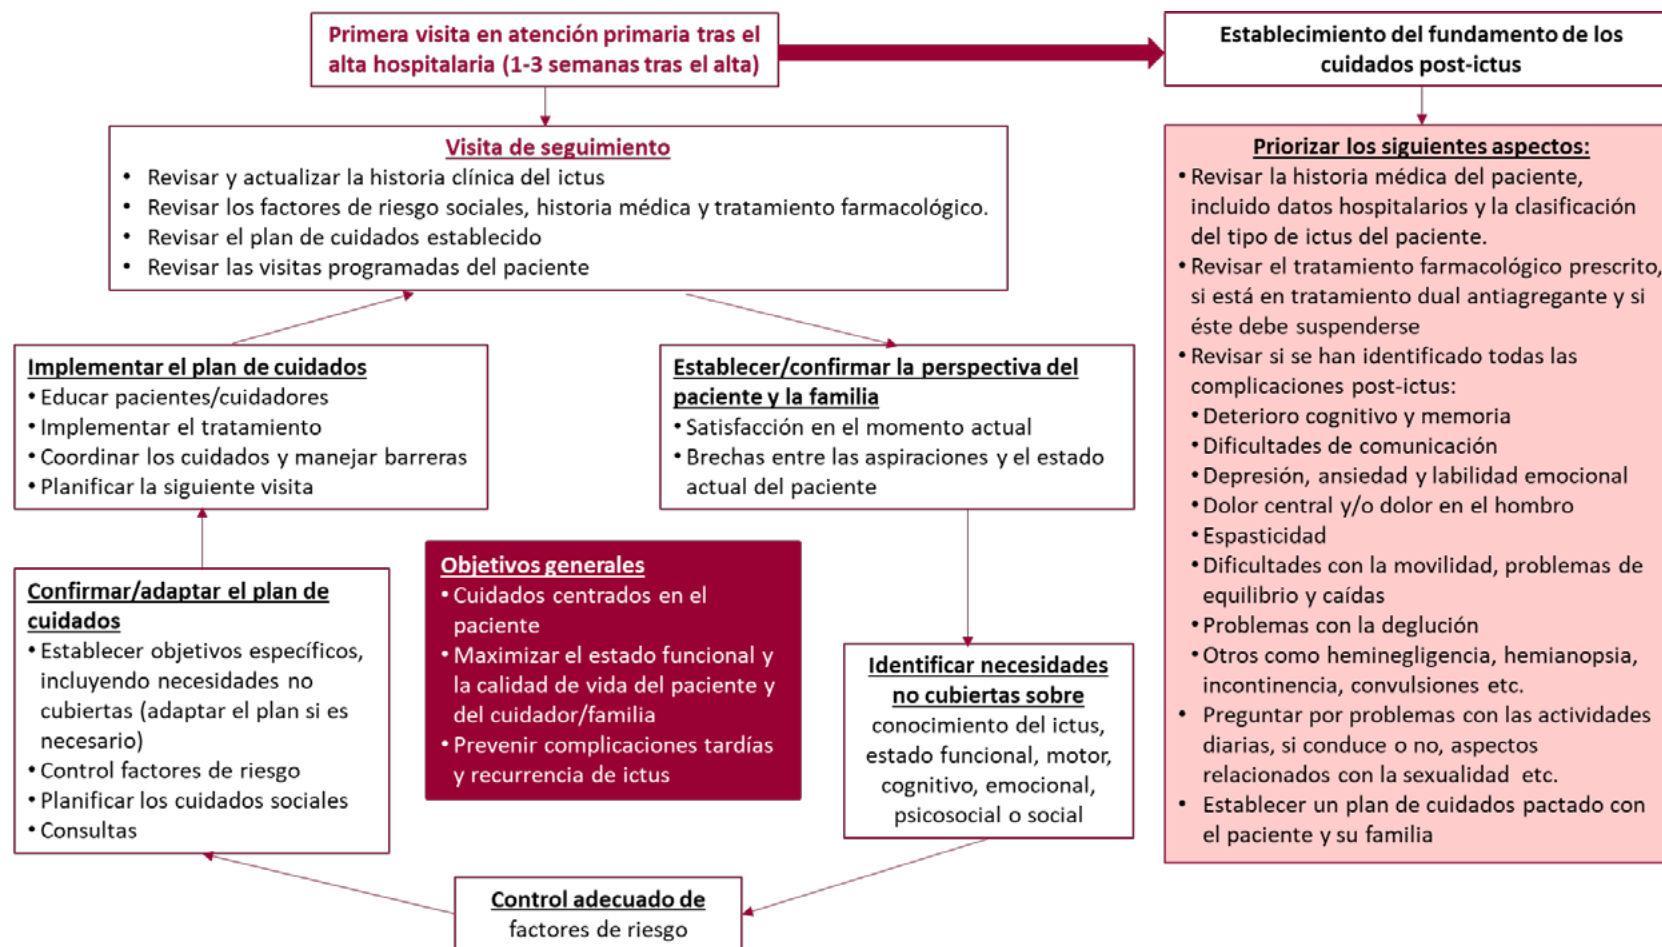 Primera visita en atención primaria tras el
alta hospitalaria (1-3 semanas tras el alta)
Establecimiento del fundamento de los
cuidados post-ictus
Visita de seguimiento
• Revisar y actualizar la historia clínica del ictus
• Revisar los factores de riesgo sociales, historia médica y tratamiento farmacológico.
• Revisar el plan de cuidados establecido
• Revisar las visitas programadas del paciente
Establecer/confirmar la perspectiva del
paciente y la familia
• Satisfacción en el momento actual
• Brechas entre las aspiraciones y el estado
actual del paciente
Identificar necesidades
no cubiertas sobre
conocimiento del ictus,
estado funcional, motor,
cognitivo, emocional,
psicosocial o social
Control adecuado de
factores de riesgo
Confirmar/adaptar el plan de
cuidados
• Establecer objetivos específicos,
incluyendo necesidades no
cubiertas (adaptar el plan si es
necesario)
• Control factores de riesgo
• Planificar los cuidados sociales
• Consultas
Implementar el plan de cuidados
• Educar pacientes/cuidadores
• Implementar el tratamiento
• Coordinar los cuidados y manejar barreras
• Planificar la siguiente visita
Objetivos generales
• Cuidados centrados en el
paciente
• Maximizar el estado funcional y
la calidad de vida del paciente y
del cuidador/familia
• Prevenir complicaciones tardías
y recurrencia de ictus
Priorizar los siguientes aspectos:
• Revisar la historia médica del paciente,
incluido datos hospitalarios y la clasificación
del tipo de ictus del paciente.
• Revisar el tratamiento farmacológico prescrito,
si está en tratamiento dual antiagregante y si
éste debe suspenderse
• Revisar si se han identificado todas las
complicaciones post-ictus:
• Deterioro cognitivo y memoria
• Dificultades de comunicación
• Depresión, ansiedad y labilidad emocional
• Dolor central y/o dolor en el hombro
• Espasticidad
• Dificultades con la movilidad, problemas de
equilibrio y caídas
• Problemas con la deglución
• Otros como heminegligencia, hemianopsia,
incontinencia, convulsiones etc.
• Preguntar por problemas con las actividades
diarias, si conduce o no, aspectos
relacionados con la sexualidad etc.
• Establecer un plan de cuidados pactado con
el paciente y su familia